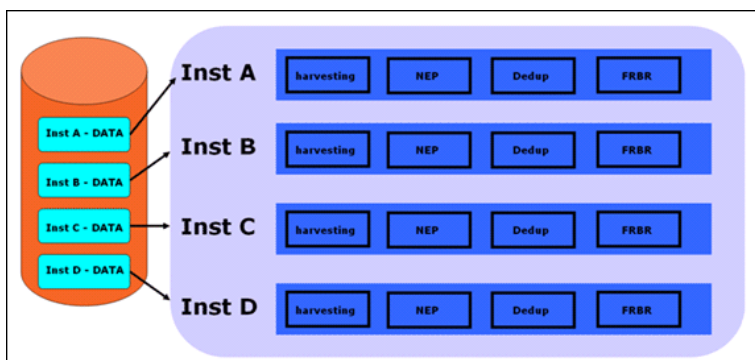 Inst A - DATA
Inst B - DATA
Inst C - DATA
Inst D - DATA
Inst A
harvesting
NEP
Dedup
FRBR
Inst B
harvesting
NEP
Dedup
FRBR
Inst C
harvesting
NEP
Dedup
FRBR
Inst D
harvesting
NEP
Dedup
FRBR